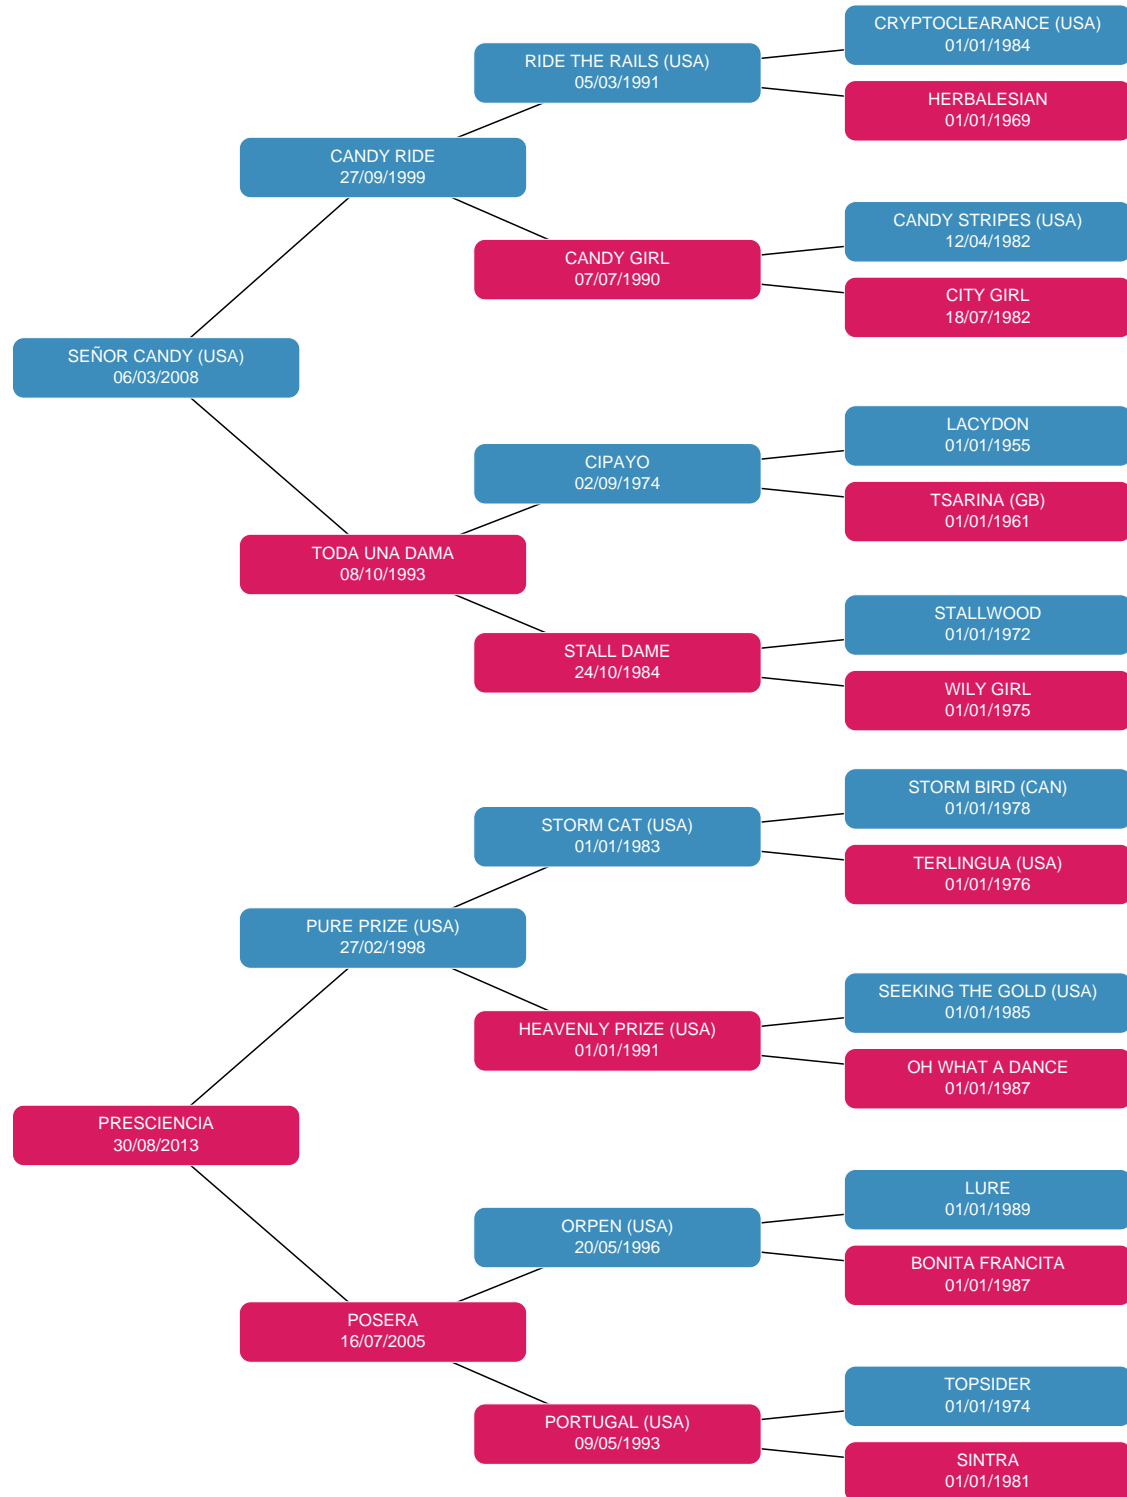 CRYPTOCLEARANCE (USA)
01/01/1984
RIDE THE RAILS (USA)
05/03/1991
HERBALESIAN
01/01/1969
CANDY RIDE
27/09/1999
CANDY STRIPES (USA)
12/04/1982
CANDY GIRL
07/07/1990
CITY GIRL
18/07/1982
SEÑOR CANDY (USA)
06/03/2008
LACYDON
01/01/1955
CIPAYO
02/09/1974
TSARINA (GB)
01/01/1961
TODA UNA DAMA
08/10/1993
STALLWOOD
01/01/1972
STALL DAME
24/10/1984
WILY GIRL
01/01/1975
STORM BIRD (CAN)
01/01/1978
STORM CAT (USA)
01/01/1983
TERLINGUA (USA)
01/01/1976
PURE PRIZE (USA)
27/02/1998
SEEKING THE GOLD (USA)
01/01/1985
HEAVENLY PRIZE (USA)
01/01/1991
OH WHAT A DANCE
01/01/1987
PRESCIENCIA
30/08/2013
LURE
01/01/1989
ORPEN (USA)
20/05/1996
BONITA FRANCITA
01/01/1987
POSERA
16/07/2005
TOPSIDER
01/01/1974
PORTUGAL (USA)
09/05/1993
SINTRA
01/01/1981